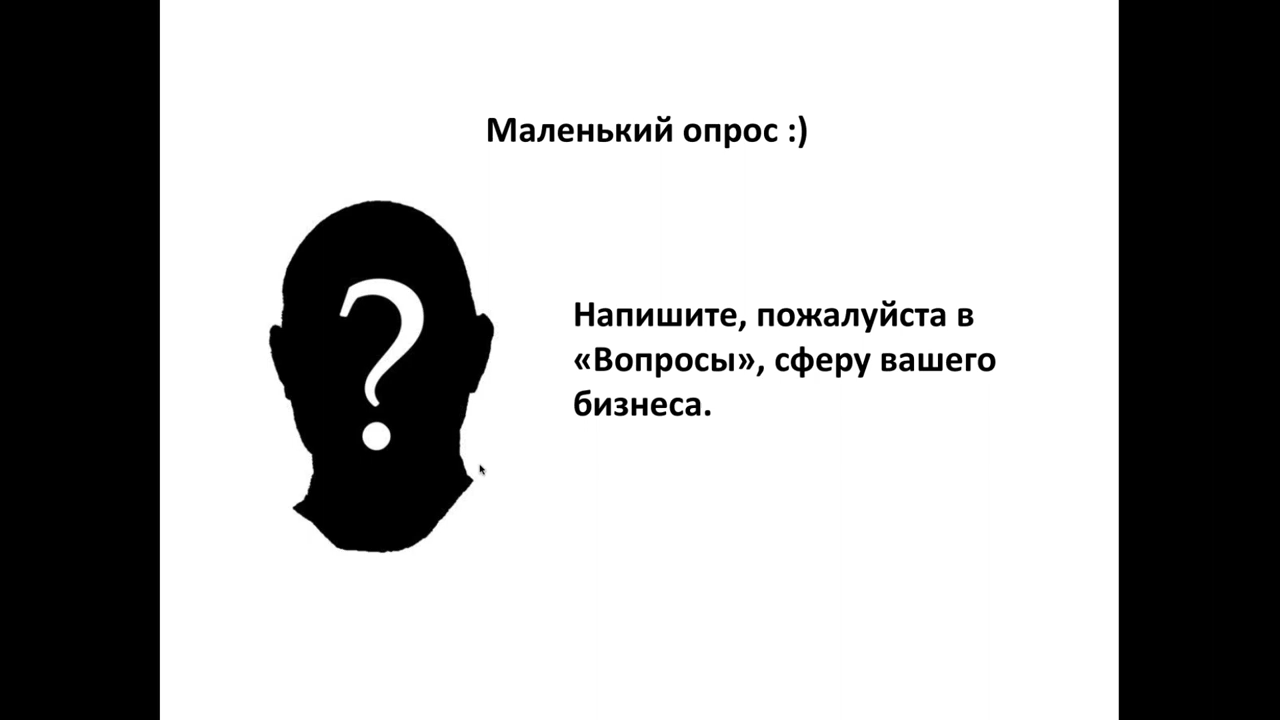 Маленький опрос :)
?
Напишите, пожалуйста в
«Вопросы», сферу вашего
бизнеса.